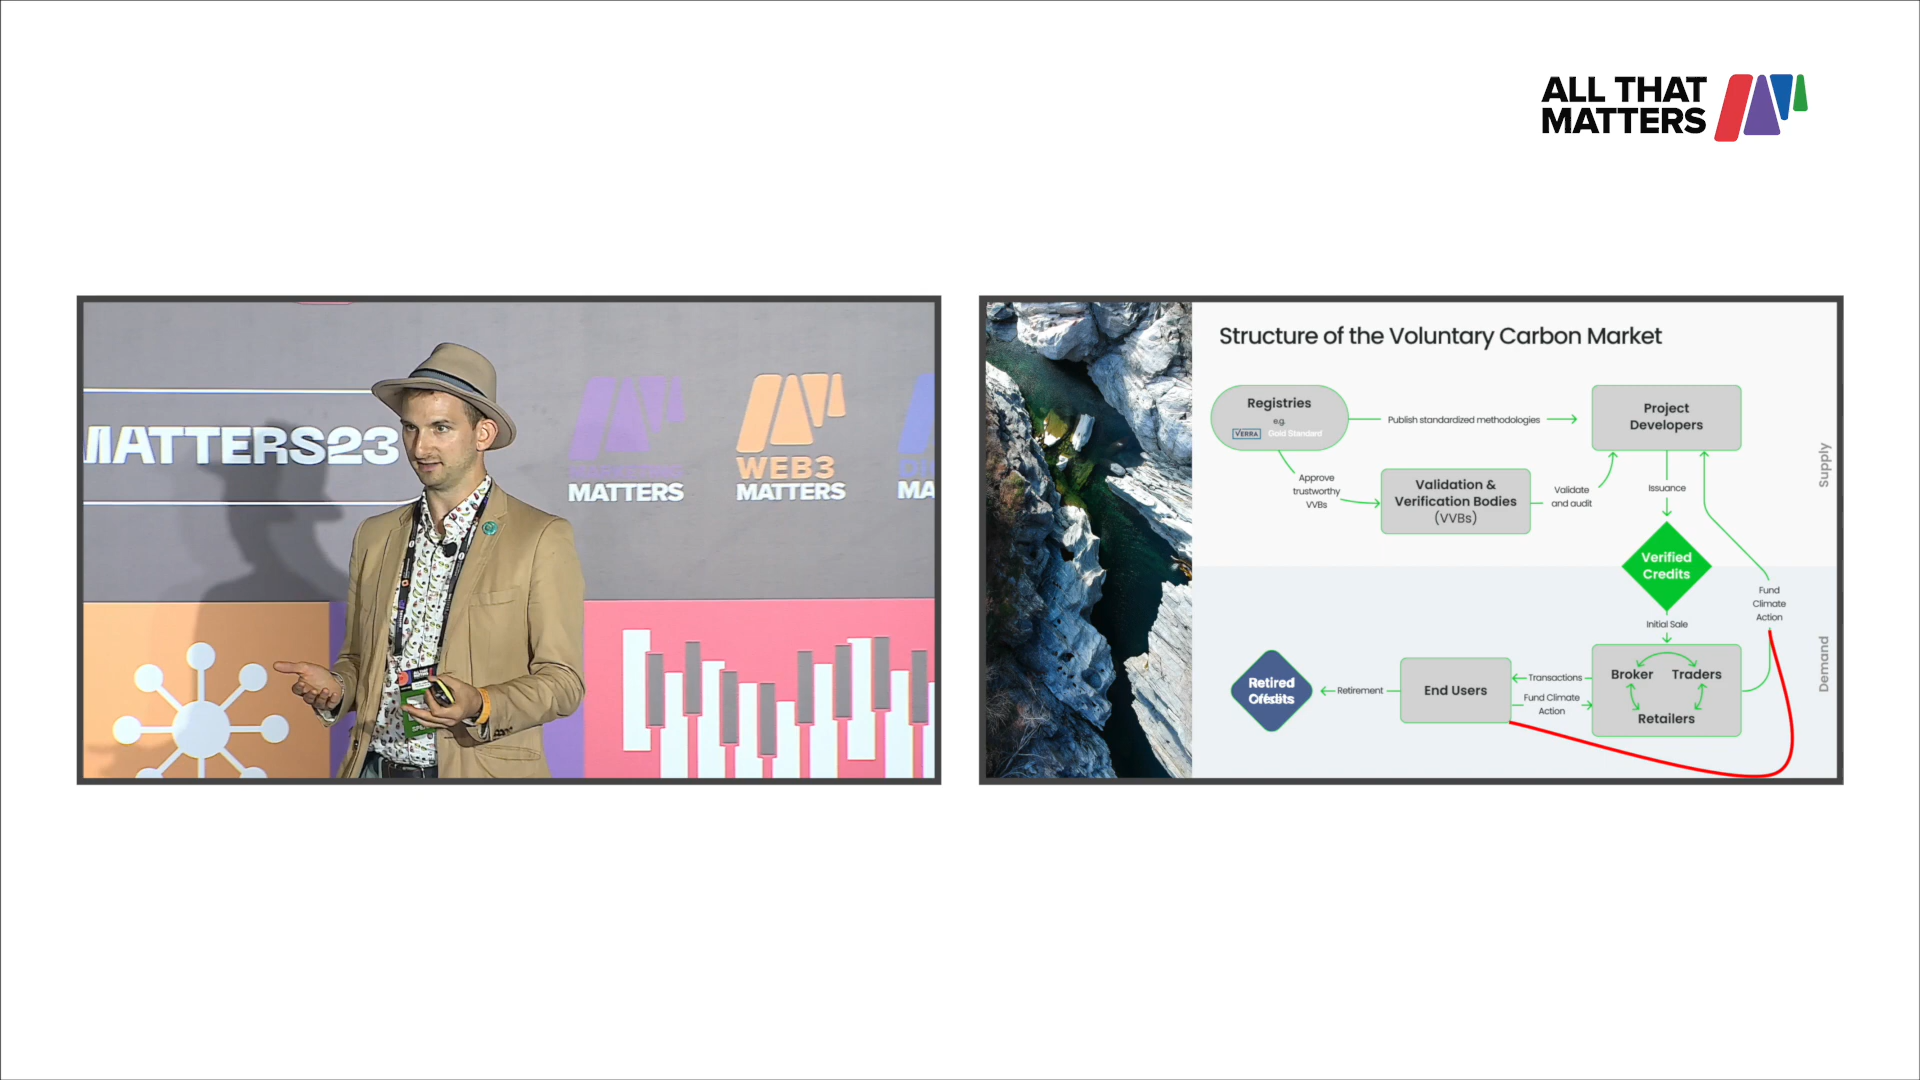 ALL THAT
MATTERS
MATTERS23
MARKETING
MATTERS
WEB3
MATTERS
MA
Structure of the Voluntary Carbon Market
Registries
e.g.
VERRA Gold Standard
Publish standardized methodologies
Project
Developers
Approve
trustworthy
VVBs
Validation &
Verification Bodies
(VVBs)
Validate
and audit
Issuance
Supply
Verified
Credits
Fund
Climate
Action
Initial Sale
Demand
Retired
Credits
Retirement
End Users
Transactions
Fund Climate
Action
Broker Traders
Retailers